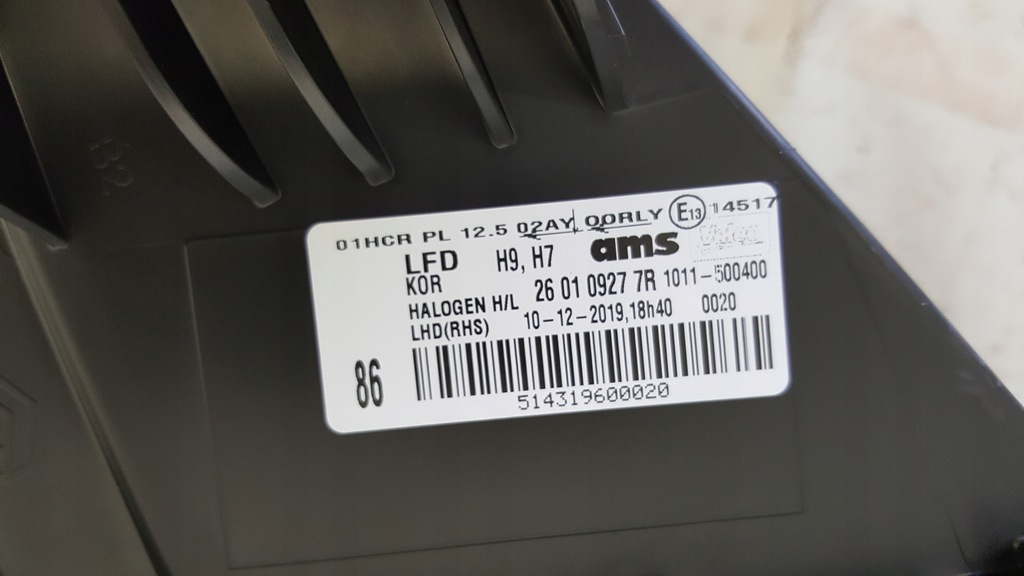 01HCR PL 12.5 02AY 00RLY E13 14517
LFD H9, H7 ams
KOR 26 01 0927 7R 1011-500400
HALOGEN H/L 10-12-2019,18h40 0020
LHD(RHS)
86
514319600020